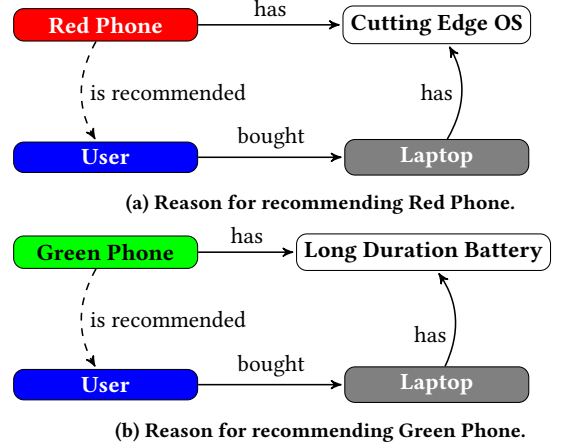 Red Phone
has
Cutting Edge OS
is recommended
has
User
bought
Laptop
(a) Reason for recommending Red Phone.
Green Phone
has
Long Duration Battery
is recommended
has
User
bought
Laptop
(b) Reason for recommending Green Phone.